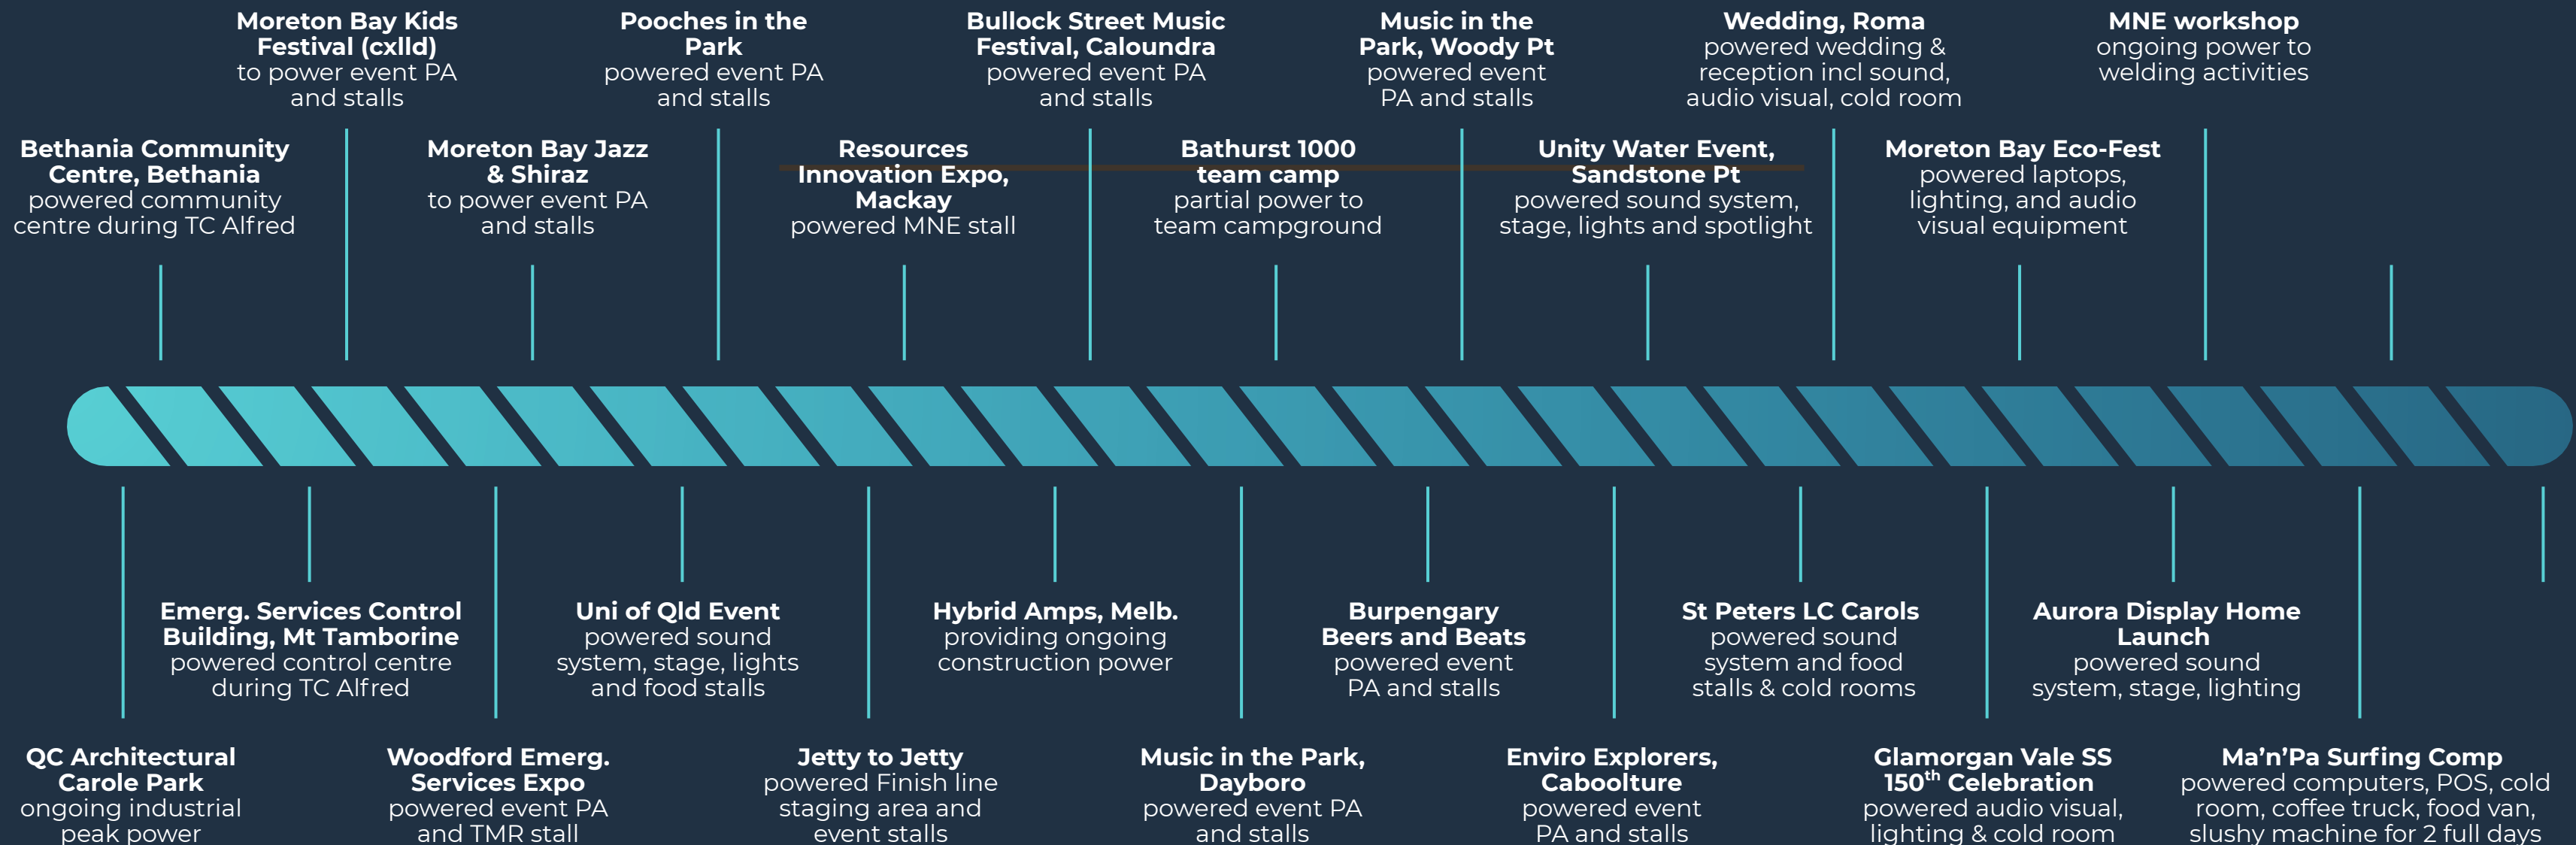 Moreton Bay Kids
Festival (cxlld)
to power event PA
and stalls
Pooches in the
Park
powered event PA
and stalls
Bullock Street Music
Festival, Caloundra
powered event PA
and stalls
Music in the
Park, Woody Pt
powered event
PA and stalls
Wedding, Roma
powered wedding &
reception incl sound,
audio visual, cold room
MNE workshop
ongoing power to
welding activities
Bethania Community
Centre, Bethania
powered community
centre during TC Alfred
Moreton Bay Jazz
& Shiraz
to power event PA
and stalls
Resources
Innovation Expo,
Mackay
powered MNE stall
Bathurst 1000
team camp
partial power to
team campground
Unity Water Event,
Sandstone Pt
powered sound system,
stage, lights and spotlight
Moreton Bay Eco-Fest
powered laptops,
lighting, and audio
visual equipment
Emerg. Services Control
Building, Mt Tamborine
powered control centre
during TC Alfred
Uni of Qld Event
powered sound
system, stage, lights
and food stalls
Hybrid Amps, Melb.
providing ongoing
construction power
Burpengary
Beers and Beats
powered event
PA and stalls
St Peters LC Carols
powered sound
system and food
stalls & cold rooms
Aurora Display Home
Launch
powered sound
system, stage, lighting
QC Architectural
Carole Park
ongoing industrial
peak power
Woodford Emerg.
Services Expo
powered event PA
and TMR stall
Jetty to Jetty
powered Finish line
staging area and
event stalls
Music in the Park,
Dayboro
powered event PA
and stalls
Enviro Explorers,
Caboolture
powered event
PA and stalls
Glamorgan Vale SS
150th Celebration
powered audio visual,
lighting & cold room
Ma’n’Pa Surfing Comp
powered computers, POS, cold
room, coffee truck, food van,
slushy machine for 2 full days